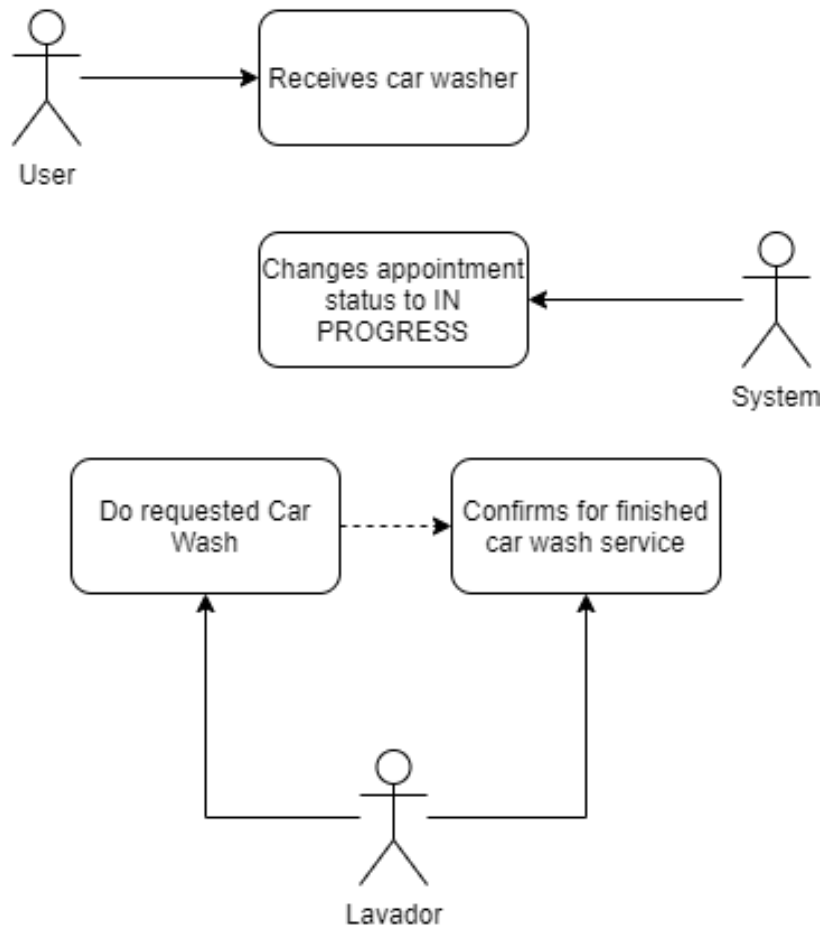 Receives car washer
User
Changes appointment
status to IN
PROGRESS
System
Do requested Car
Wash
Confirms for finished
car wash service
Lavador